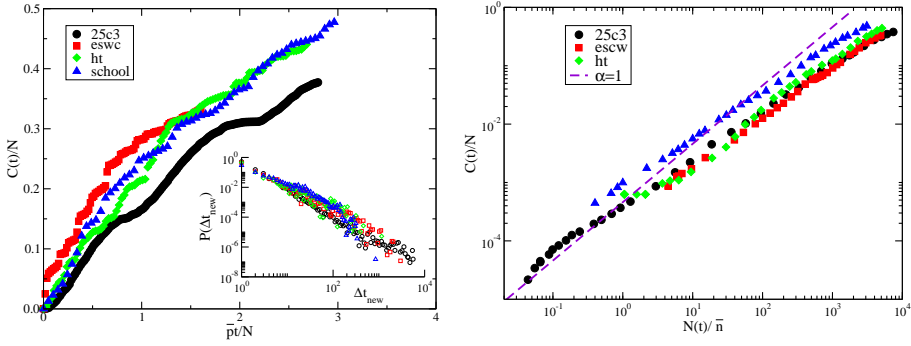 0.5
0.4
0.3
0.2
0.1
0.0
C(t)/N
0 1 2 3 4
p̅t/N
25c3
eswc
ht
school
10^0
10^-2
10^-4
10^-6
10^-8
P(Δt_new)
10^0 10^2 10^4
Δt_new
10^0
10^-2
10^-4
C(t)/N
10^-1 10^0 10^1 10^2 10^3 10^4
N(t)/ n̅
25c3
escw
ht
α=1